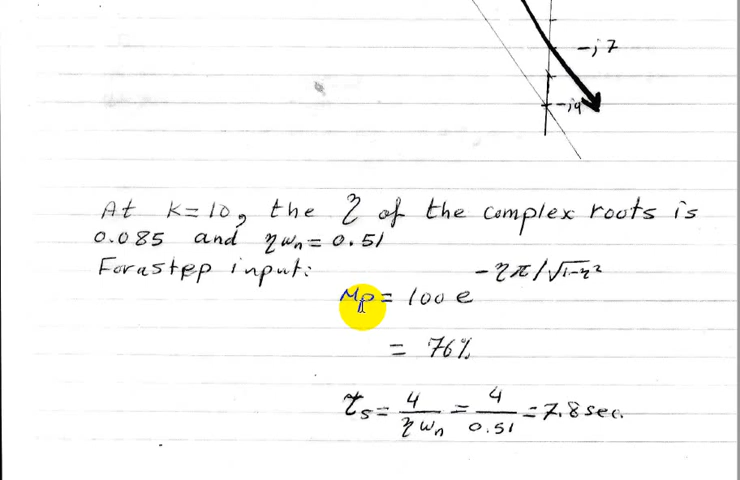 -j7
-j9
At K=10, the ζ of the complex roots is
0.085 and ζωn = 0.51
For a step input:
Mp = 100 e^-ζπ/√1-ζ²
= 76%
τs = 4/ζωn = 4/0.51 = 7.8 sec.